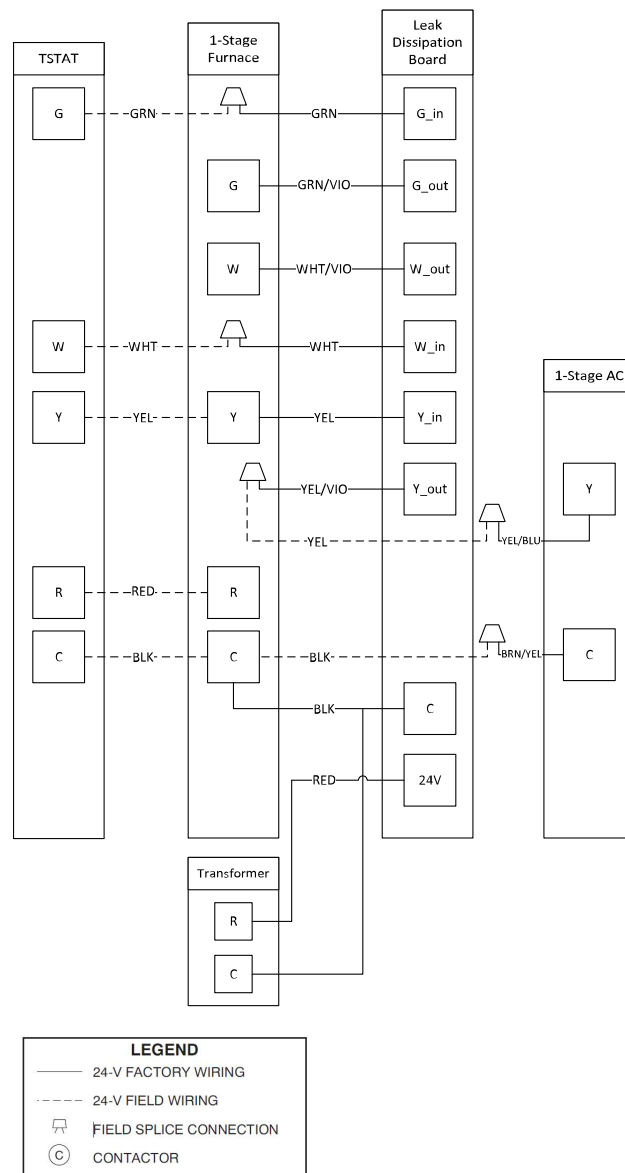 Leak
Dissipation
Board
1-Stage
Furnace
TSTAT
G
GRN
GRN
G_in
G
GRN/VIO
G_out
W
WHT/VIO
W_out
W
WHT
WHT
W_in
1-Stage AC
Y
YEL
Y
YEL
Y_in
YEL/VIO
Y_out
Y
YEL
YEL/BLU
R
RED
R
C
BLK
C
BLK
BRN/YEL
C
BLK
C
RED
24V
Transformer
R
C
LEGEND
24-V FACTORY WIRING
24-V FIELD WIRING
FIELD SPLICE CONNECTION
C CONTACTOR